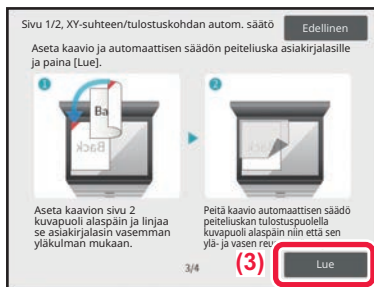 Sivu 1/2, XY-suhteen/tulostuskohdan autom. säätö
Edellinen
Aseta kaavio ja automaattisen säädön peiteliuska asiakirjalasille
ja paina [Lue].
1
2
Ba
Back
Back
Aseta kaavion sivu 2
kuvapuoli alaspäin ja linjaa
se asiakirjalasin vasemman
yläkulman mukaan.
Peitä kaavio automaattisen säädö
peiteliuskan tulostuspuolella
kuvapuoli alaspäin niin että sen
ylä- ja vasen reu
3/4
(3)
Lue